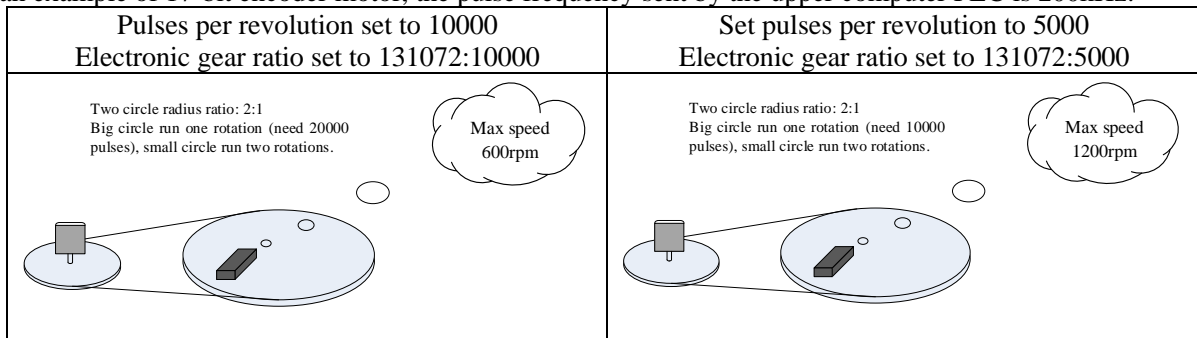 an example of 17-bit encoder motor, the pulse frequency sent by the upper computer PLC is 200kHz.
Pulses per revolution set to 10000
Electronic gear ratio set to 131072:10000
Two circle radius ratio: 2:1
Big circle run one rotation (need 20000
pulses), small circle run two rotations.
Max speed
600rpm
Set pulses per revolution to 5000
Electronic gear ratio set to 131072:5000
Two circle radius ratio: 2:1
Big circle run one rotation (need 10000
pulses), small circle run two rotations.
Max speed
1200rpm